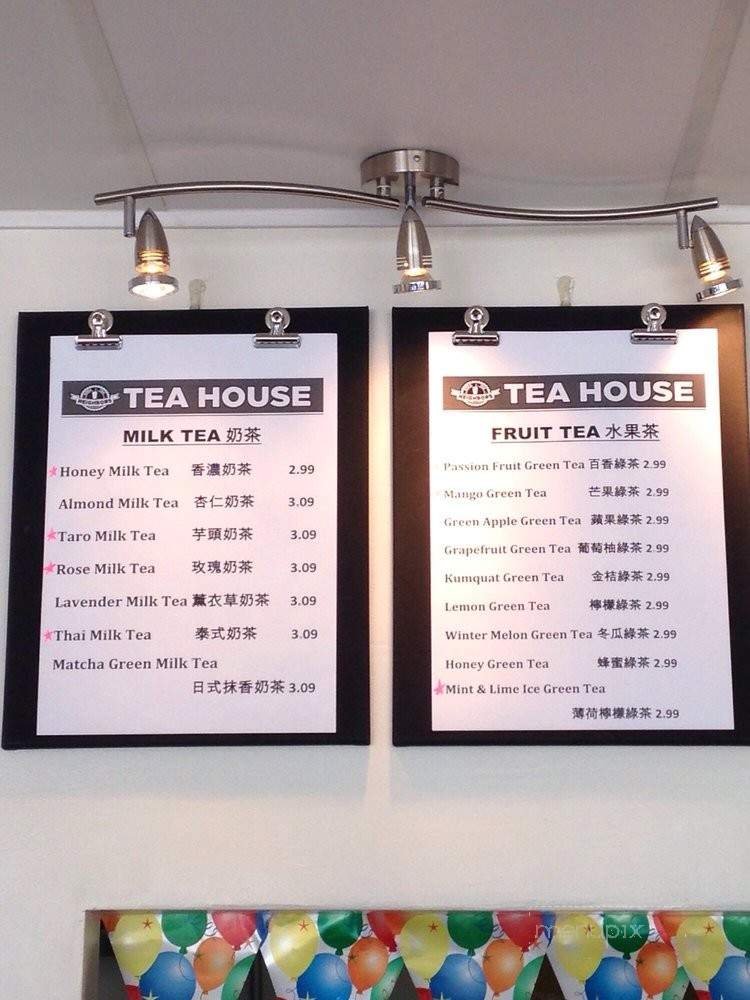 NEIGHBORS TEA HOUSE
MILK TEA 奶茶
Honey Milk Tea 香濃奶茶 2.99
Almond Milk Tea 杏仁奶茶 3.09
Taro Milk Tea 芋頭奶茶 3.09
Rose Milk Tea 玫瑰奶茶 3.09
Lavender Milk Tea 薰衣草奶茶 3.09
Thai Milk Tea 泰式奶茶 3.09
Matcha Green Milk Tea
日式抹香奶茶 3.09
NEIGHBORS TEA HOUSE
FRUIT TEA 水果茶
Passion Fruit Green Tea 百香綠茶 2.99
Mango Green Tea 芒果綠茶 2.99
Green Apple Green Tea 蘋果綠茶 2.99
Grapefruit Green Tea 葡萄柚綠茶 2.99
Kumquat Green Tea 金桔綠茶 2.99
Lemon Green Tea 檸檬綠茶 2.99
Winter Melon Green Tea 冬瓜綠茶 2.99
Honey Green Tea 蜂蜜綠茶 2.99
Mint & Lime Ice Green Tea
薄荷檸檬綠茶 2.99
menupix